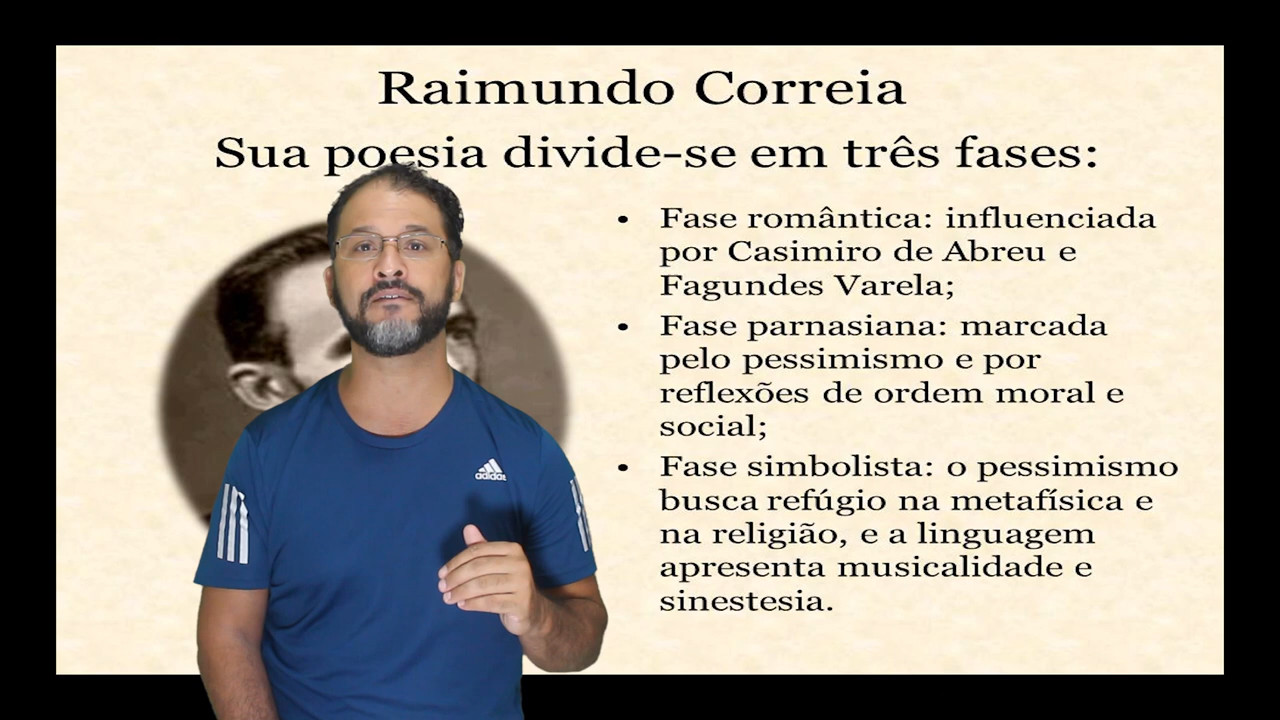 Raimundo Correia
Sua poesia divide-se em três fases:
• Fase romântica: influenciada
por Casimiro de Abreu e
Fagundes Varela;
• Fase parnasiana: marcada
pelo pessimismo e por
reflexões de ordem moral e
social;
• Fase simbolista: o pessimismo
busca refúgio na metafísica e
na religião, e a linguagem
apresenta musicalidade e
sinestesia.
adidas